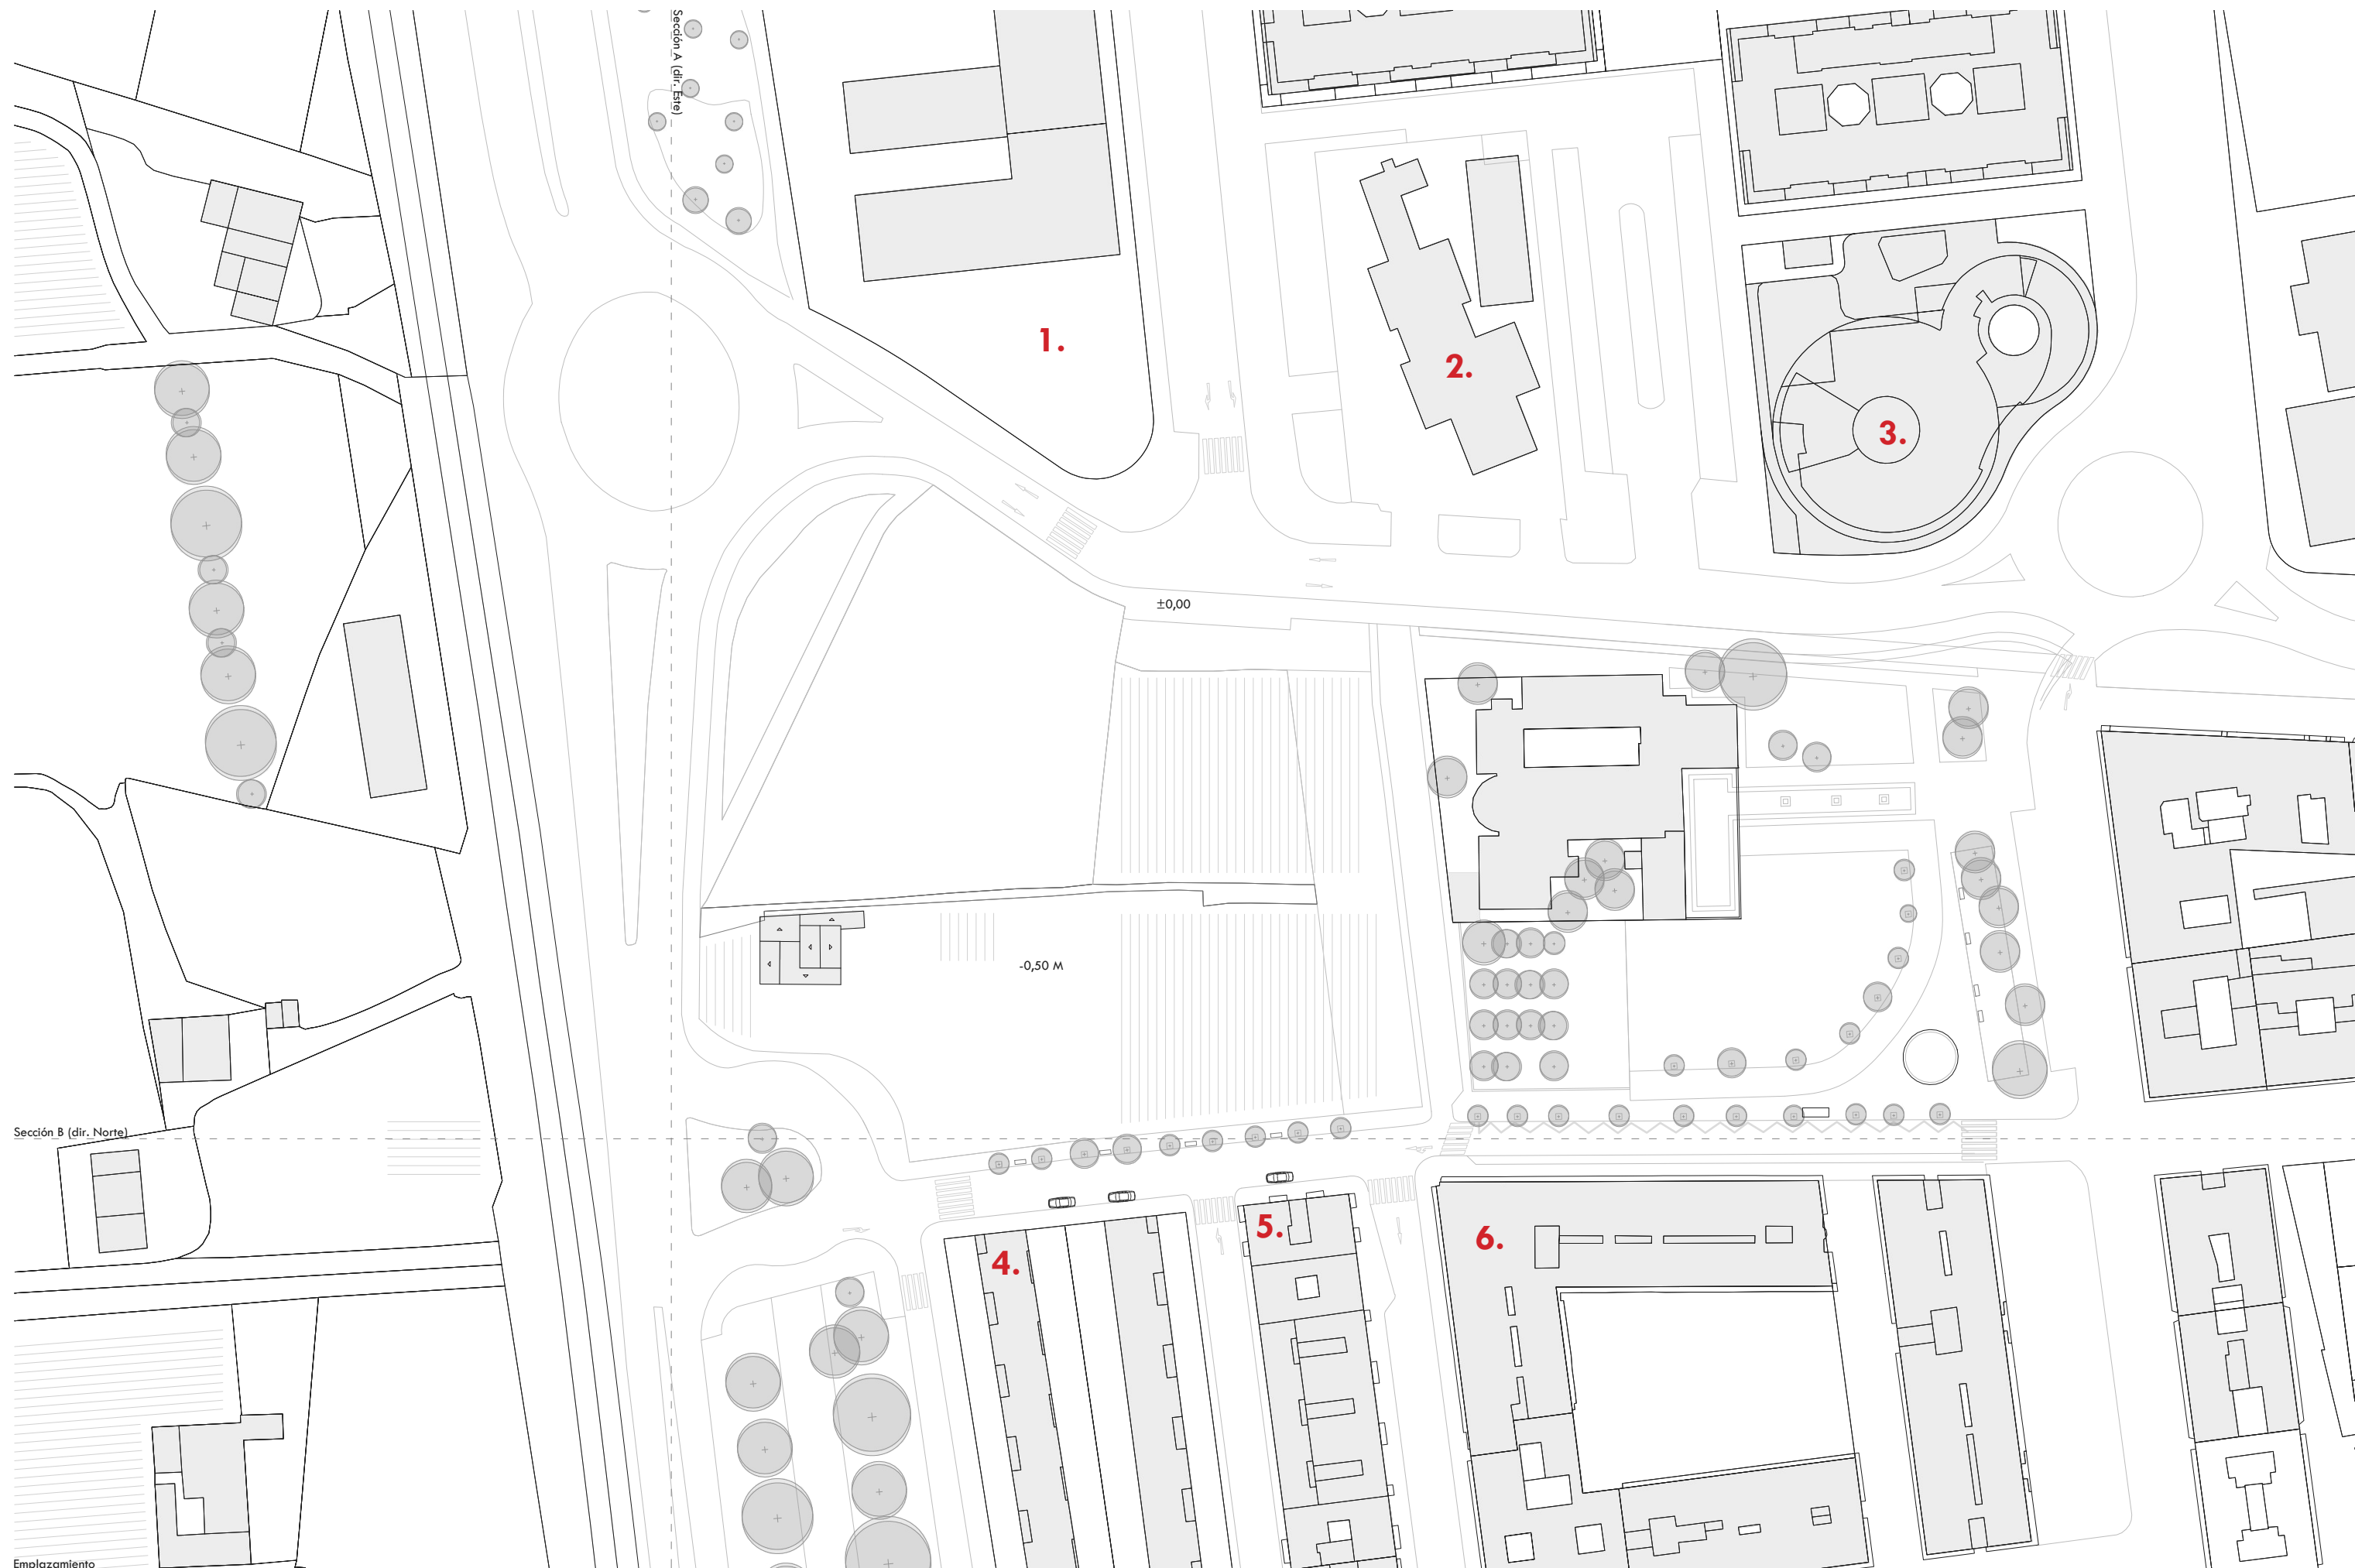 Sección A (dir. Este)
1.
2.
3.
±0,00
-0,50 M
Sección B (dir. Norte)
4.
5.
6.
Emplazamiento